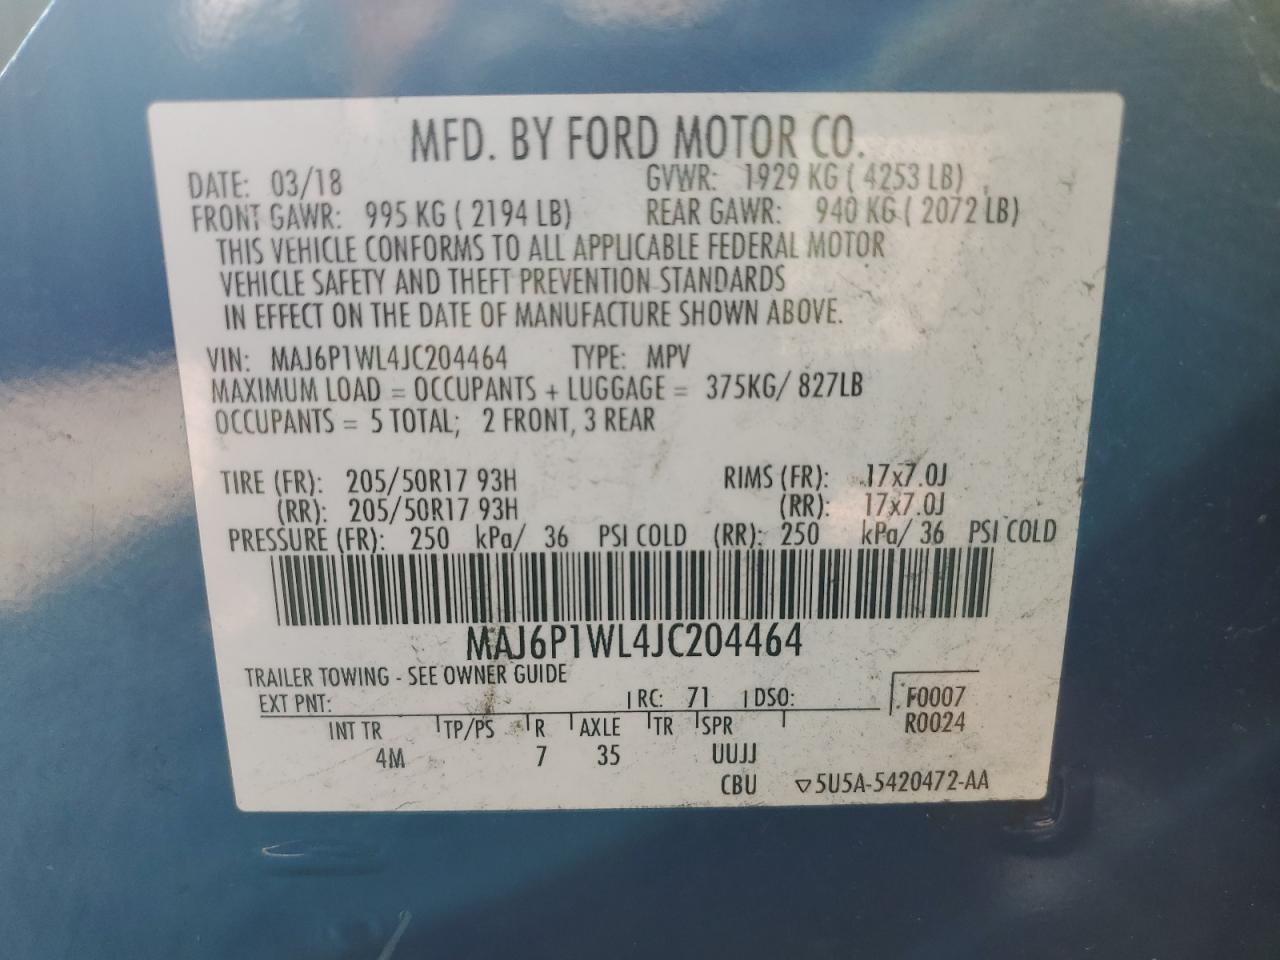 MFD. BY FORD MOTOR CO.
DATE: 03/18 GVWR: 1929 KG ( 4253 LB)
FRONT GAWR: 995 KG ( 2194 LB) REAR GAWR: 940 KG ( 2072 LB)
THIS VEHICLE CONFORMS TO ALL APPLICABLE FEDERAL MOTOR
VEHICLE SAFETY AND THEFT PREVENTION STANDARDS
IN EFFECT ON THE DATE OF MANUFACTURE SHOWN ABOVE.
VIN: MAJ6P1WL4JC204464 TYPE: MPV
MAXIMUM LOAD = OCCUPANTS + LUGGAGE = 375KG/ 827LB
OCCUPANTS = 5 TOTAL; 2 FRONT, 3 REAR
TIRE (FR): 205/50R17 93H RIMS (FR): 17x7.0J
(RR): 205/50R17 93H (RR): 17x7.0J
PRESSURE (FR): 250 kPa/ 36 PSI COLD (RR): 250 kPa/ 36 PSI COLD
MAJ6P1WL4JC204464
TRAILER TOWING - SEE OWNER GUIDE
EXT PNT: RC: 71 DSO: F0007
R0024
INT TR TP/PS R AXLE TR SPR
4M 7 35 UUJJ
CBU ▽5U5A-5420472-AA